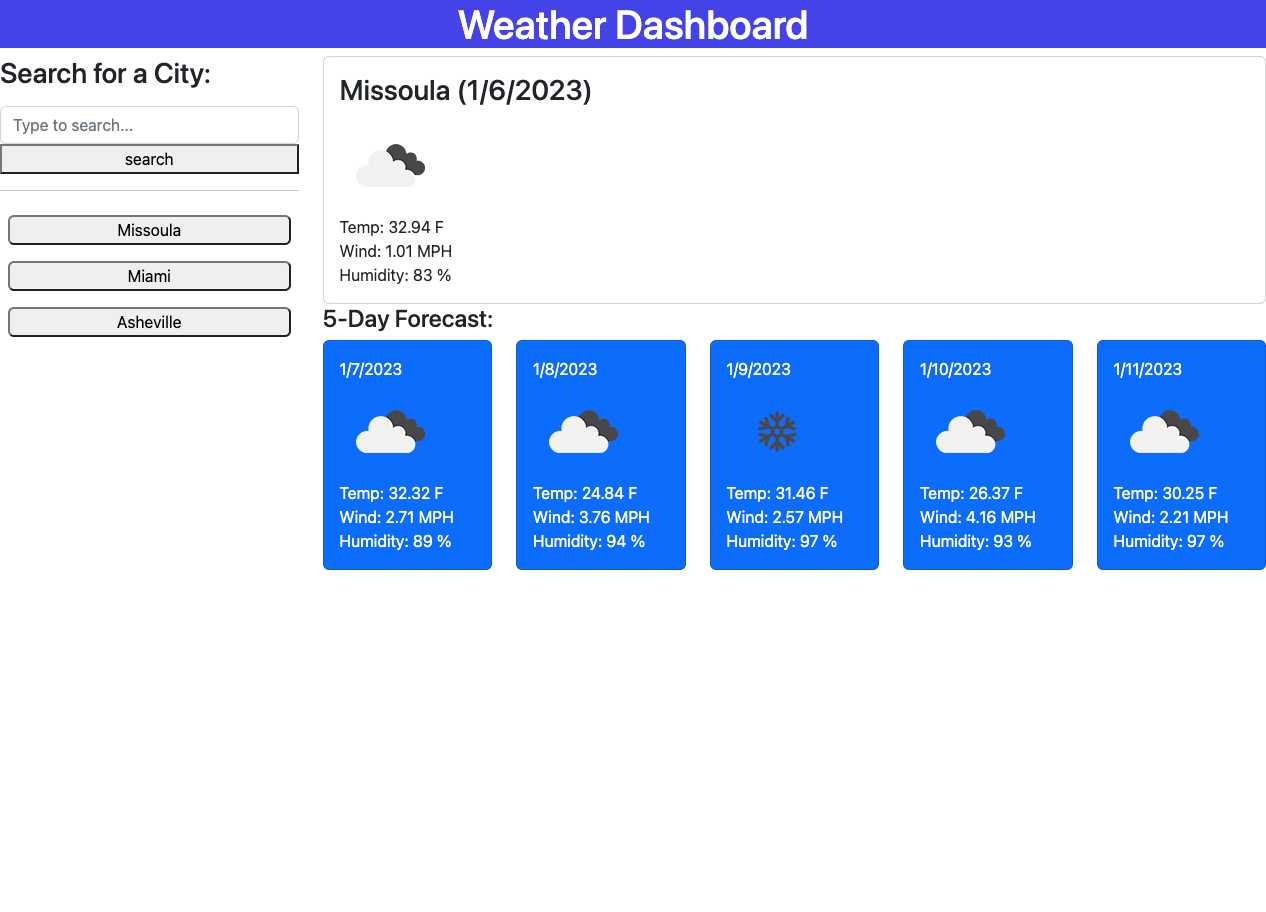 Weather Dashboard
Search for a City:
Type to search...
search
Missoula
Miami
Asheville
Missoula (1/6/2023)
Temp: 32.94 F
Wind: 1.01 MPH
Humidity: 83 %
5-Day Forecast:
1/7/2023
Temp: 32.32 F
Wind: 2.71 MPH
Humidity: 89 %
1/8/2023
Temp: 24.84 F
Wind: 3.76 MPH
Humidity: 94 %
1/9/2023
Temp: 31.46 F
Wind: 2.57 MPH
Humidity: 97 %
1/10/2023
Temp: 26.37 F
Wind: 4.16 MPH
Humidity: 93 %
1/11/2023
Temp: 30.25 F
Wind: 2.21 MPH
Humidity: 97 %